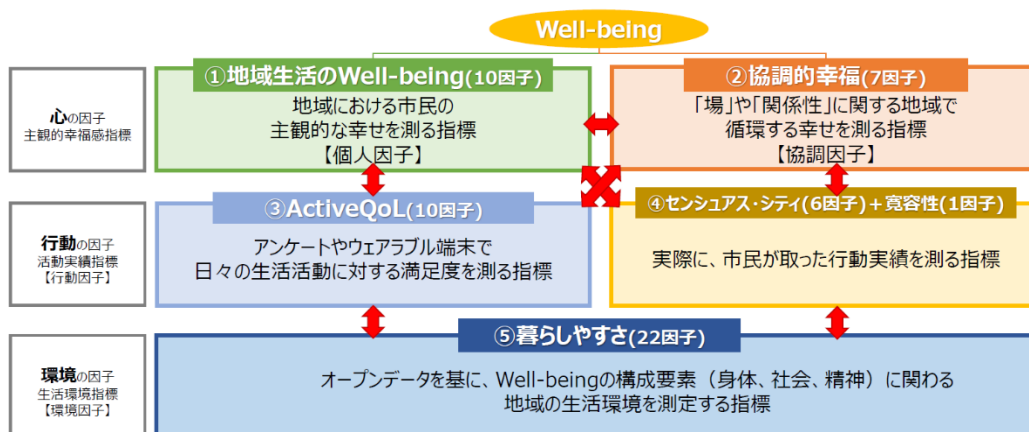 Well-being
①地域生活のWell-being(10因子)
②協調的幸福(7因子)
心の因子
主観的幸福感指標
地域における市民の
主観的な幸せを測る指標
【個人因子】
「場」や「関係性」に関する地域で
循環する幸せを測る指標
【協調因子】
③ActiveQoL(10因子)
④センシュアス・シティ(6因子)+寛容性(1因子)
行動の因子
活動実績指標
【行動因子】
アンケートやウェアラブル端末で
日々の生活活動に対する満足度を測る指標
実際に、市民が取った行動実績を測る指標
⑤暮らしやすさ(22因子)
環境の因子
生活環境指標
【環境因子】
オープンデータを基に、Well-beingの構成要素(身体、社会、精神)に関わる
地域の生活環境を測定する指標